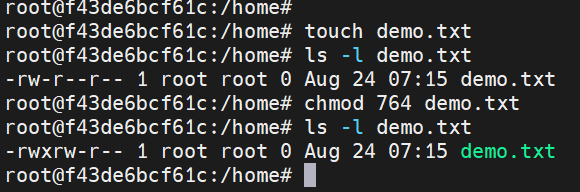 root@f43de6bcf61c:/home#
root@f43de6bcf61c:/home# touch demo.txt
root@f43de6bcf61c:/home# ls -l demo.txt
-rw-r--r-- 1 root root 0 Aug 24 07:15 demo.txt
root@f43de6bcf61c:/home# chmod 764 demo.txt
root@f43de6bcf61c:/home# ls -l demo.txt
-rwxrw-r-- 1 root root 0 Aug 24 07:15 demo.txt
root@f43de6bcf61c:/home#